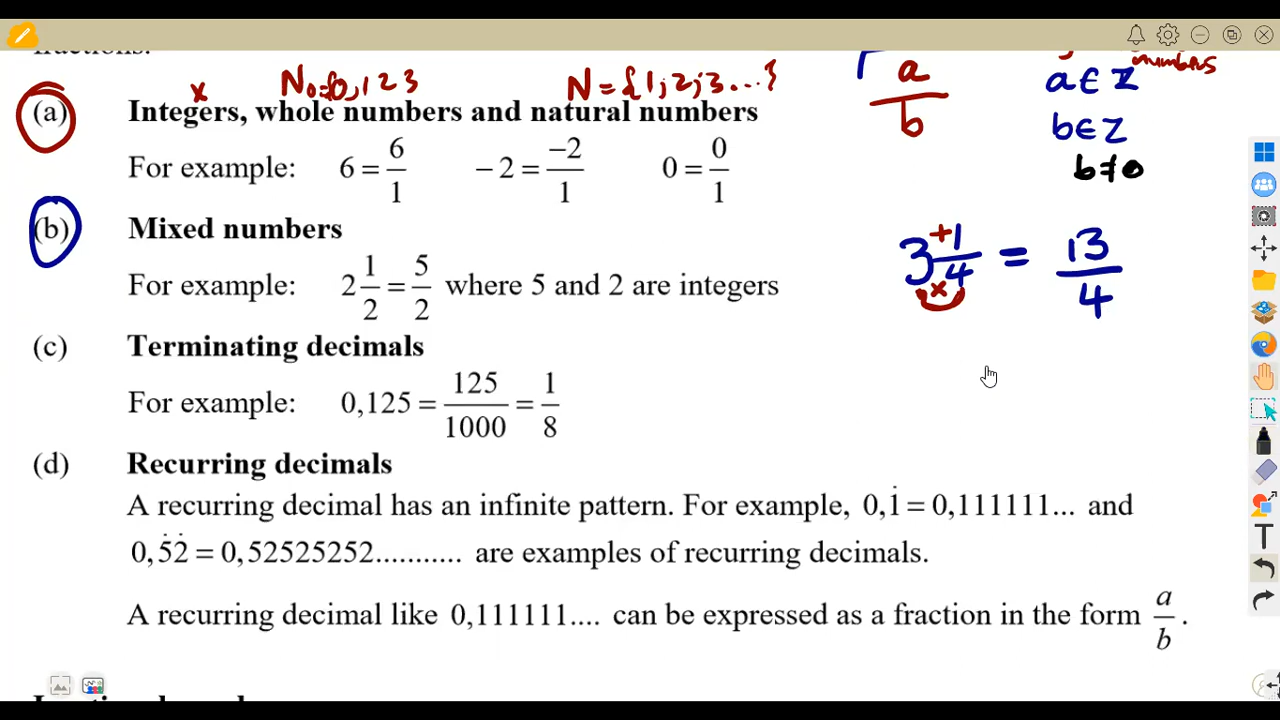 fractions.
x N₀={0,1 2 3 N={1;2;3...}
a/b
numbers
a∈Z
b∈Z
b≠0
(a) Integers, whole numbers and natural numbers
For example: 6 = 6/1 −2 = −2/1 0 = 0/1
(b) Mixed numbers
For example: 2 1/2 = 5/2 where 5 and 2 are integers
3 +1/4 = 13/4
x
(c) Terminating decimals
For example: 0,125 = 125/1000 = 1/8
(d) Recurring decimals
A recurring decimal has an infinite pattern. For example, 0,1̇ = 0,111111... and
0,5̇2̇ = 0,52525252........... are examples of recurring decimals.
A recurring decimal like 0,111111.... can be expressed as a fraction in the form a/b.